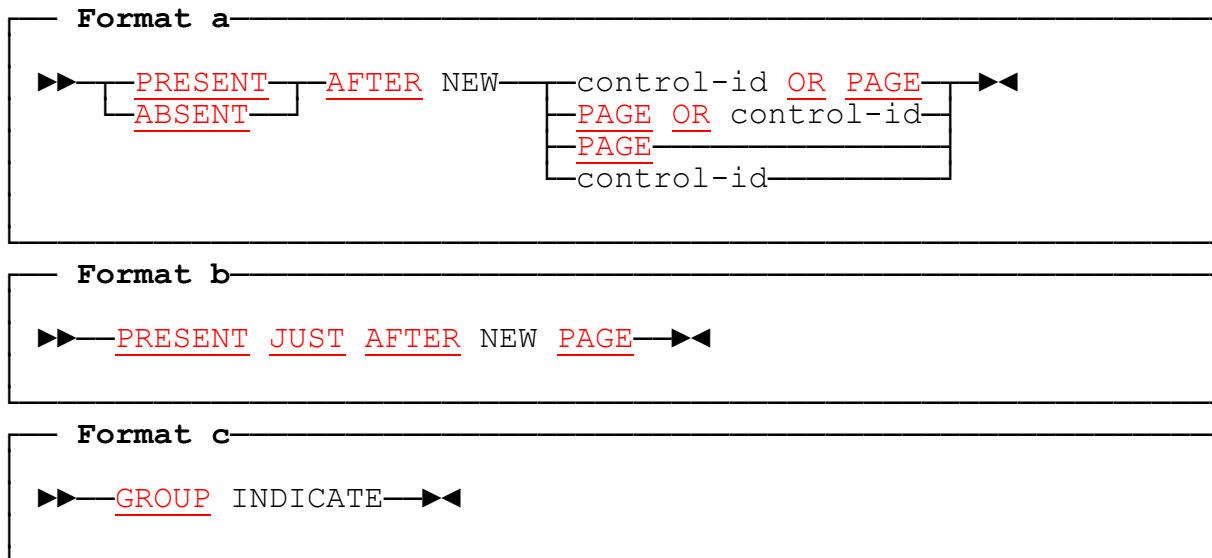 Format a
PRESENT AFTER NEW control-id OR PAGE
ABSENT PAGE OR control-id
PAGE
control-id
Format b
PRESENT JUST AFTER NEW PAGE
Format c
GROUP INDICATE